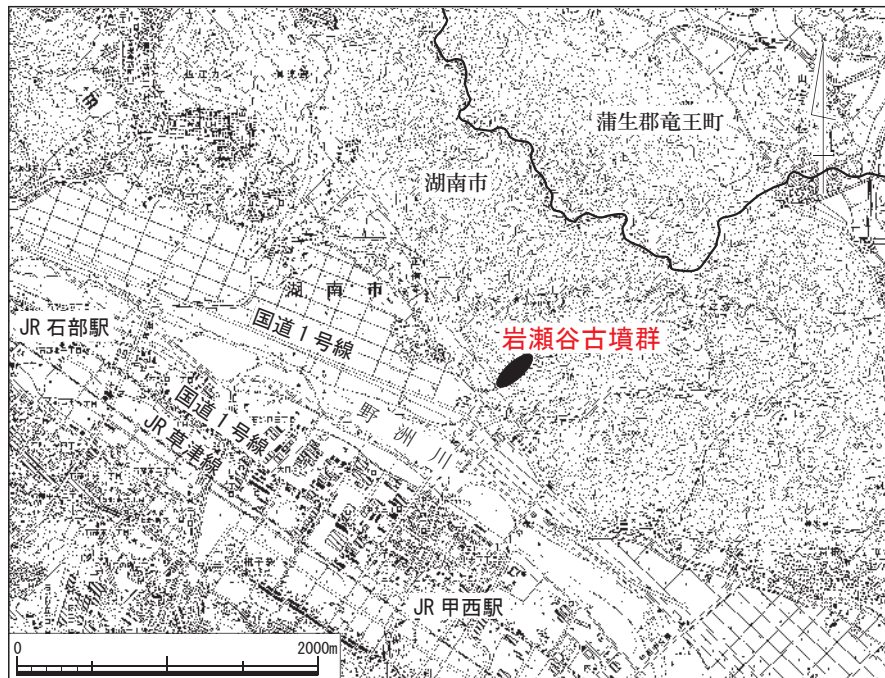 蒲生郡竜王町
湖南市
湖南市
JR 石部駅
国道1号線
岩瀬谷古墳群
国道1号線
JR 草津線
野洲川
JR 甲西駅
0
2000m